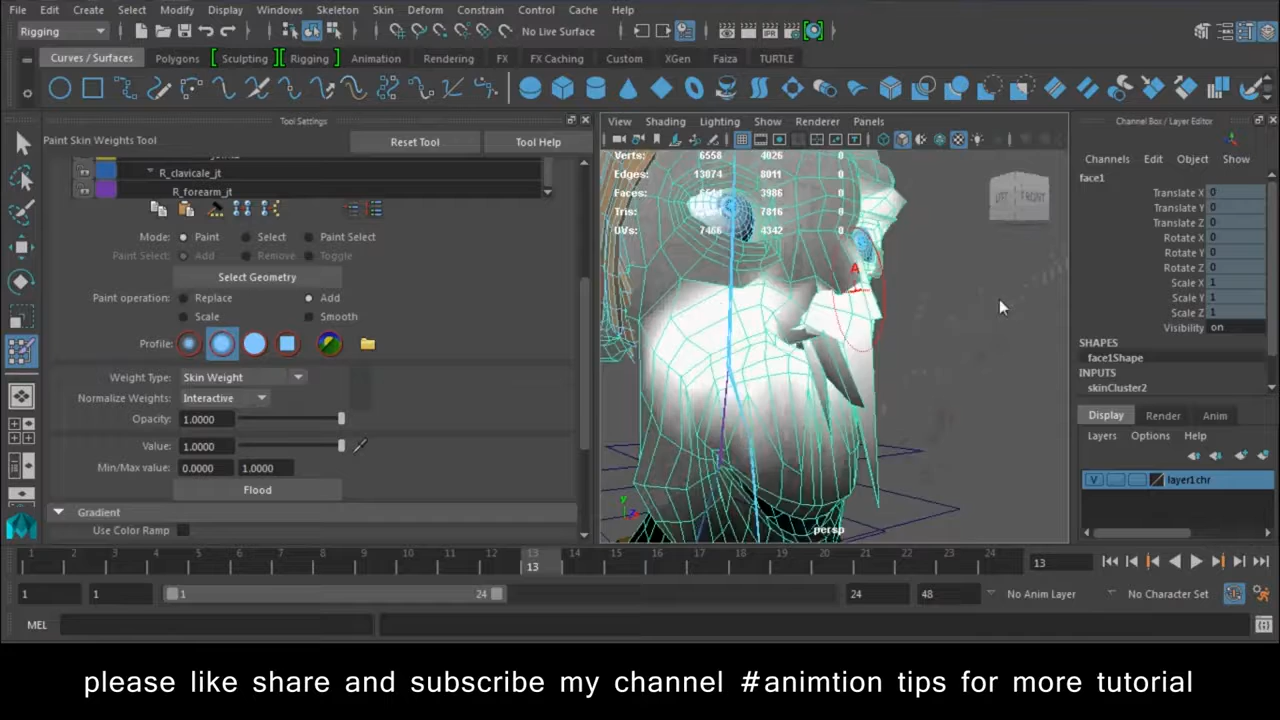 File Edit Create Select Modify Display Windows Skeleton Skin Deform Constrain Control Cache Help
Rigging No Live Surface
Curves / Surfaces Polygons Sculpting Rigging Animation Rendering FX FX Caching Custom XGen Faiza TURTLE
Tool Settings
Paint Skin Weights Tool Reset Tool Tool Help
R_clavicale_jt
R_forearm_jt
Mode: Paint Select Paint Select
Paint Select: Add Remove Toggle
Select Geometry
Paint operation: Replace Add
Scale Smooth
Profile:
Weight Type: Skin Weight
Normalize Weights: Interactive
Opacity: 1.0000
Value: 1.0000
Min/Max value: 0.0000 1.0000
Flood
Gradient
Use Color Ramp
View Shading Lighting Show Renderer Panels
Verts: 6558 4026 0
Edges: 13074 8011 0
Faces: 3986 0
Tris: 7816 0
UVs: 7466 4342 0
FRONT
A
y
z
persp
Channel Box / Layer Editor
Channels Edit Object Show
face1
Translate X 0
Translate Y 0
Translate Z 0
Rotate X 0
Rotate Y 0
Rotate Z 0
Scale X 1
Scale Y 1
Scale Z 1
Visibility on
SHAPES
face1Shape
INPUTS
skinCluster2
Display Render Anim
Layers Options Help
V layer1chr
1 2 3 4 5 6 7 8 9 10 11 12 13 14 15 16 17 18 19 20 21 22 23 24
13 13
1 1 1 24 24 48 No Anim Layer No Character Set
MEL
please like share and subscribe my channel #animtion tips for more tutorial